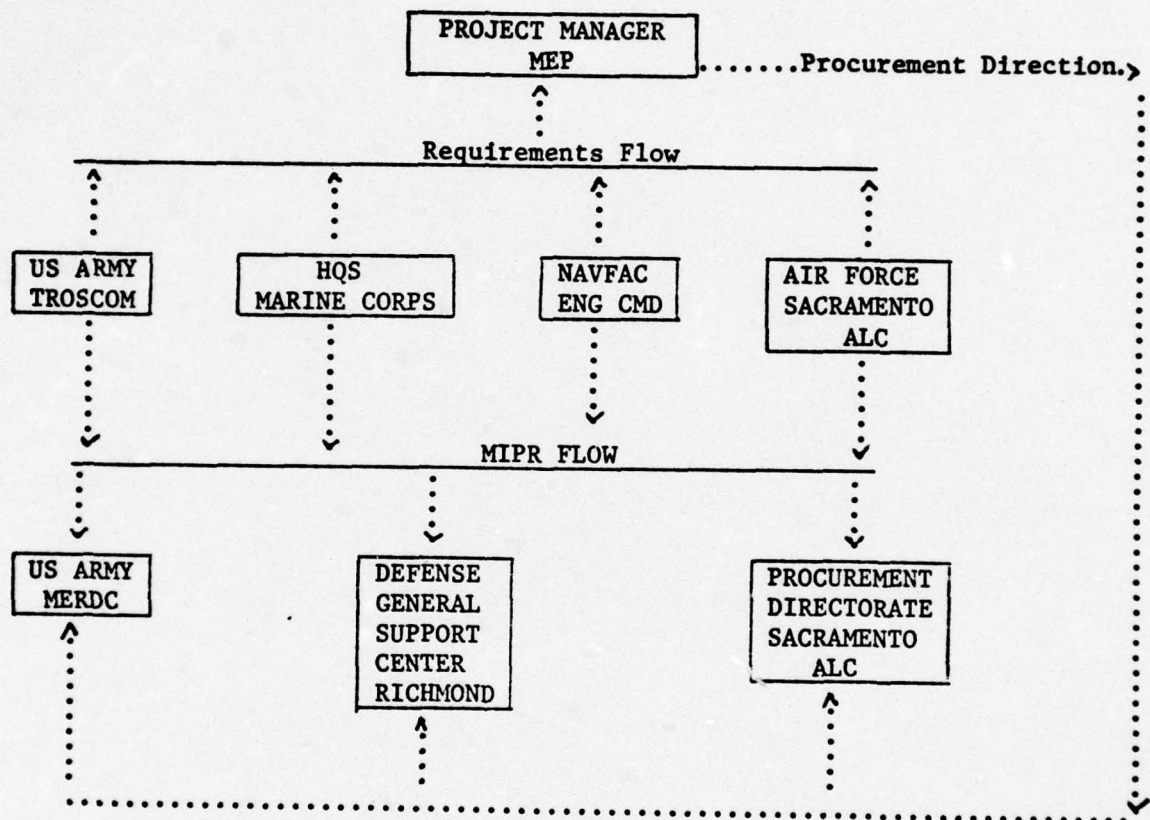 PROJECT MANAGER
MEP
.......Procurement Direction.>
Requirements Flow
US ARMY
TROSCOM
HQS
MARINE CORPS
NAVFAC
ENG CMD
AIR FORCE
SACRAMENTO
ALC
MIPR FLOW
US ARMY
MERDC
DEFENSE
GENERAL
SUPPORT
CENTER
RICHMOND
PROCUREMENT
DIRECTORATE
SACRAMENTO
ALC